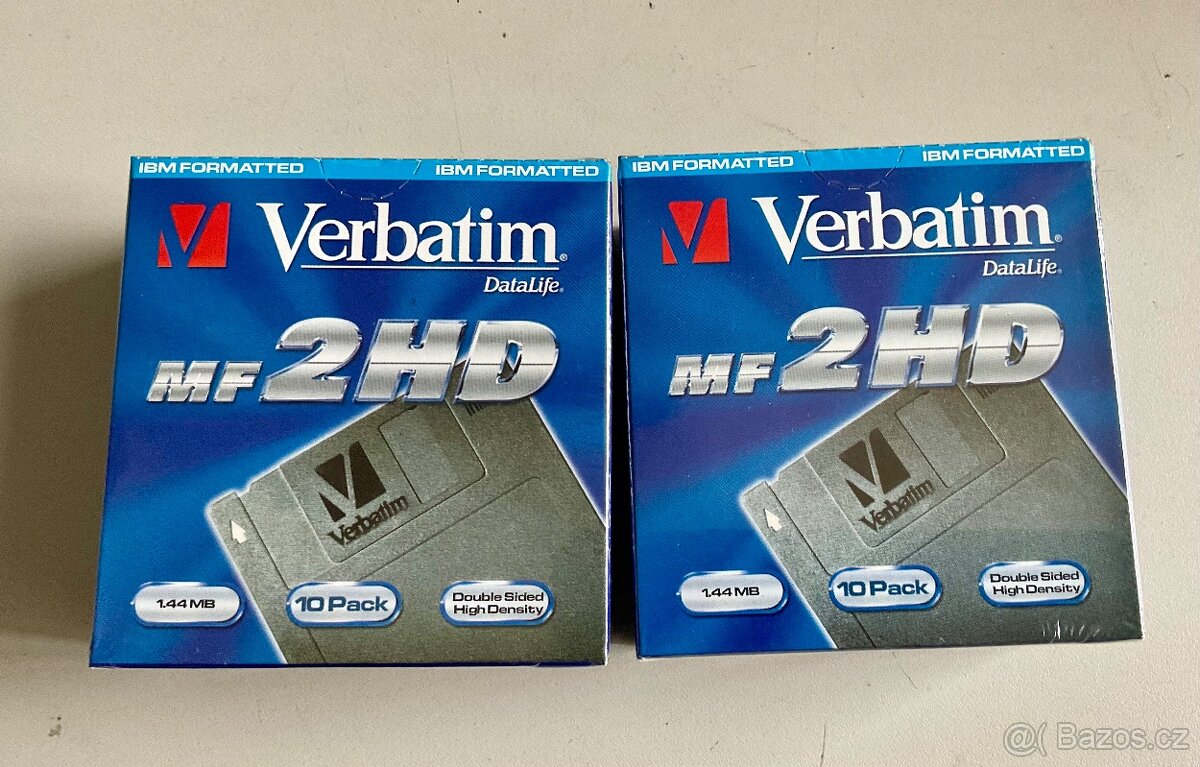 IBM FORMATTED IBM FORMATTED
Verbatim®
DataLife®
MF 2HD
Verbatim
1.44 MB
10 Pack
Double Sided
High Density
IBM FORMATTED IBM FORMATTED
Verbatim®
DataLife®
MF 2HD
Verbatim
1.44 MB
10 Pack
Double Sided
High Density
@( Bazos.cz